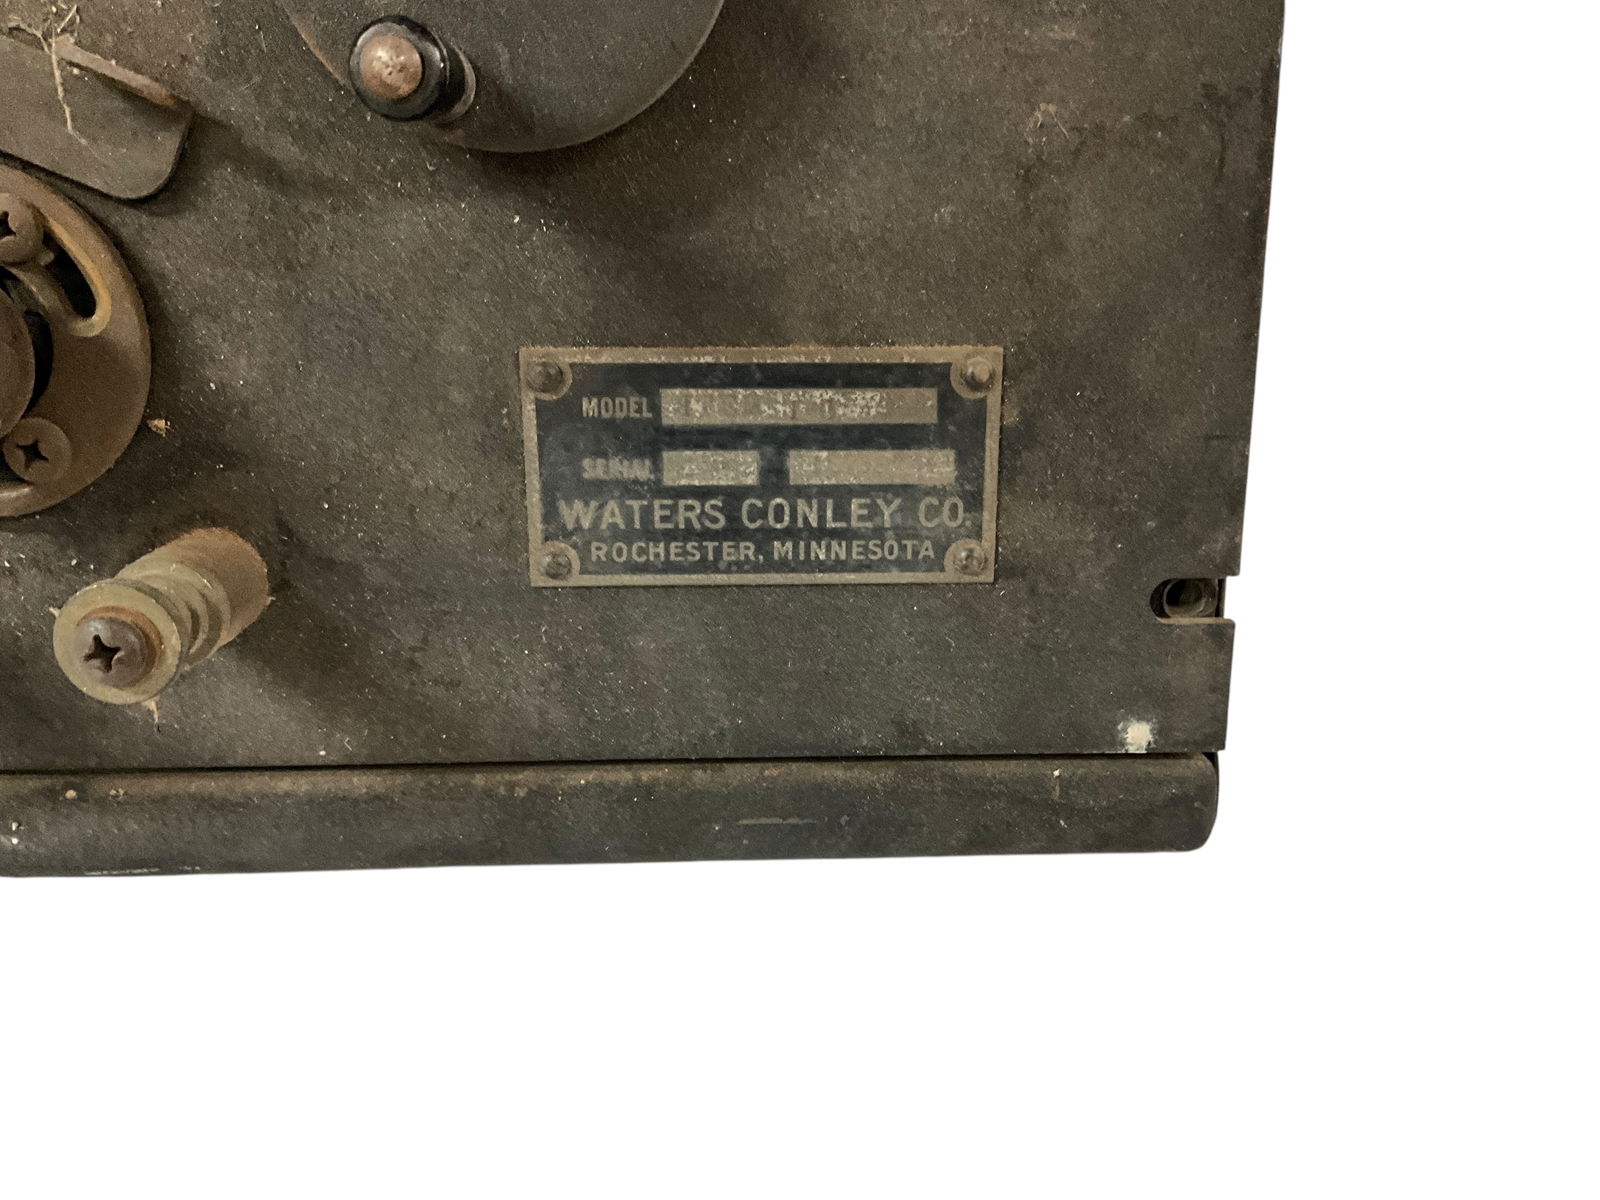 MODEL
SERIAL
WATERS CONLEY CO.
ROCHESTER, MINNESOTA